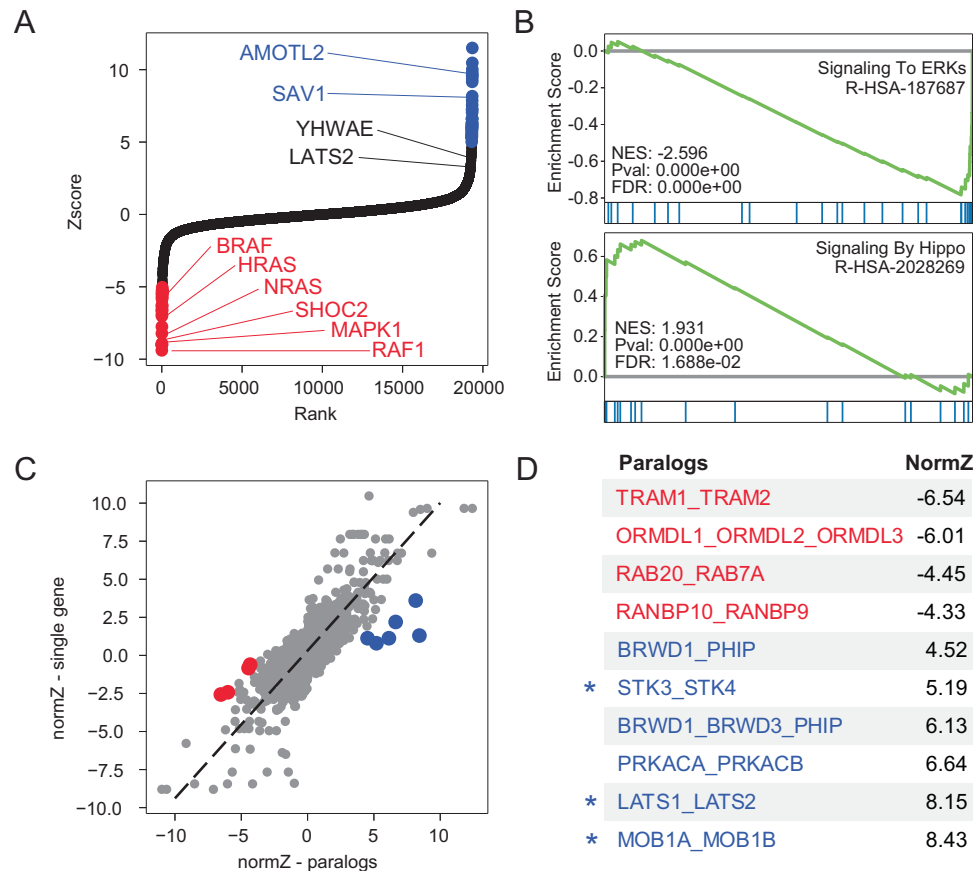 A
Zscore
10
5
0
−5
−10
AMOTL2
SAV1
YHWAE
LATS2
BRAF
HRAS
NRAS
SHOC2
MAPK1
RAF1
0 5000 10000 15000 20000
Rank
B
Enrichment Score
0.0
-0.2
-0.4
-0.6
-0.8
Signaling To ERKs
R-HSA-187687
NES: -2.596
Pval: 0.000e+00
FDR: 0.000e+00
Enrichment Score
0.6
0.4
0.2
0.0
Signaling By Hippo
R-HSA-2028269
NES: 1.931
Pval: 0.000e+00
FDR: 1.688e-02
C
normZ - single gene
10.0
7.5
5.0
2.5
0.0
−2.5
−5.0
−7.5
−10.0
−10 −5 0 5 10
normZ - paralogs
D
Paralogs NormZ
TRAM1_TRAM2 -6.54
ORMDL1_ORMDL2_ORMDL3 -6.01
RAB20_RAB7A -4.45
RANBP10_RANBP9 -4.33
BRWD1_PHIP 4.52
* STK3_STK4 5.19
BRWD1_BRWD3_PHIP 6.13
PRKACA_PRKACB 6.64
* LATS1_LATS2 8.15
* MOB1A_MOB1B 8.43